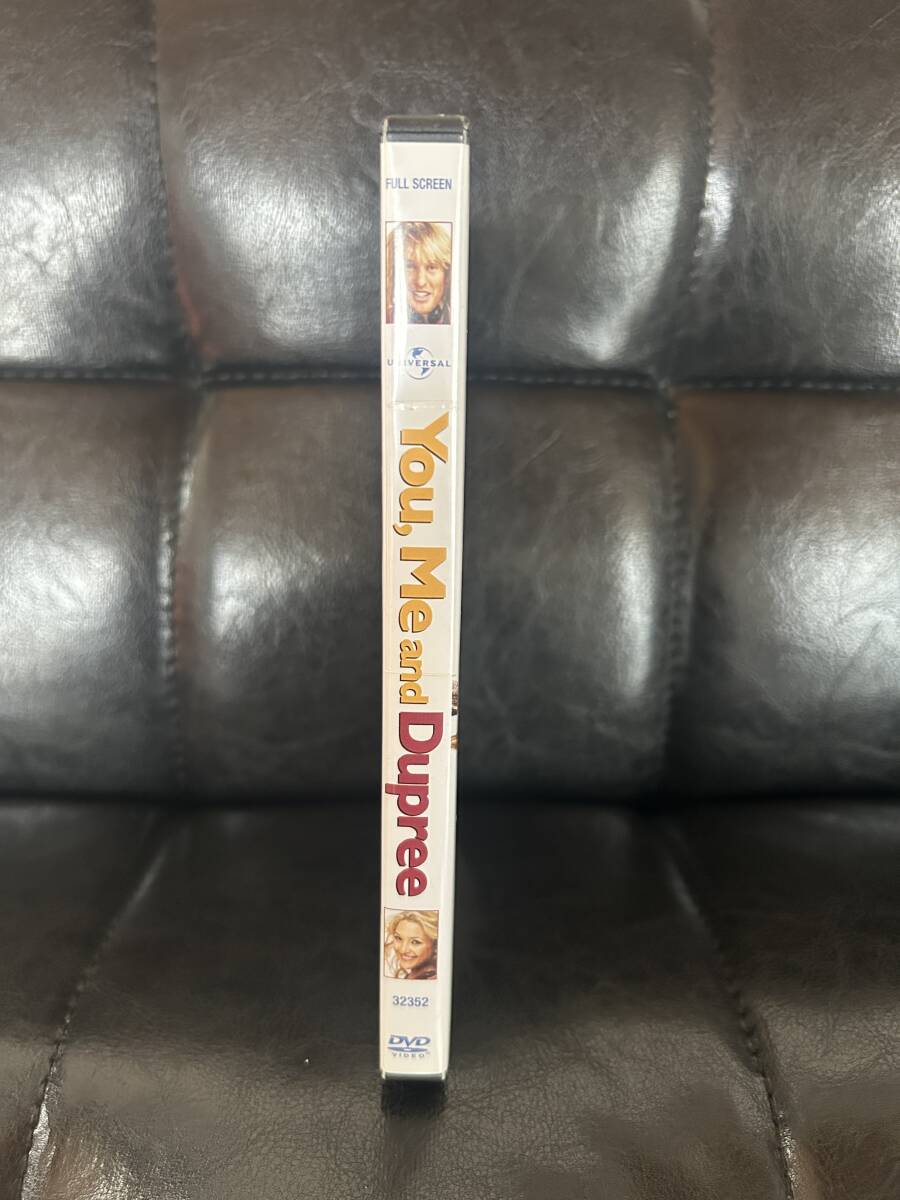 FULL SCREEN
UNIVERSAL
You, Me and Dupree
32352
DVD
VIDEO